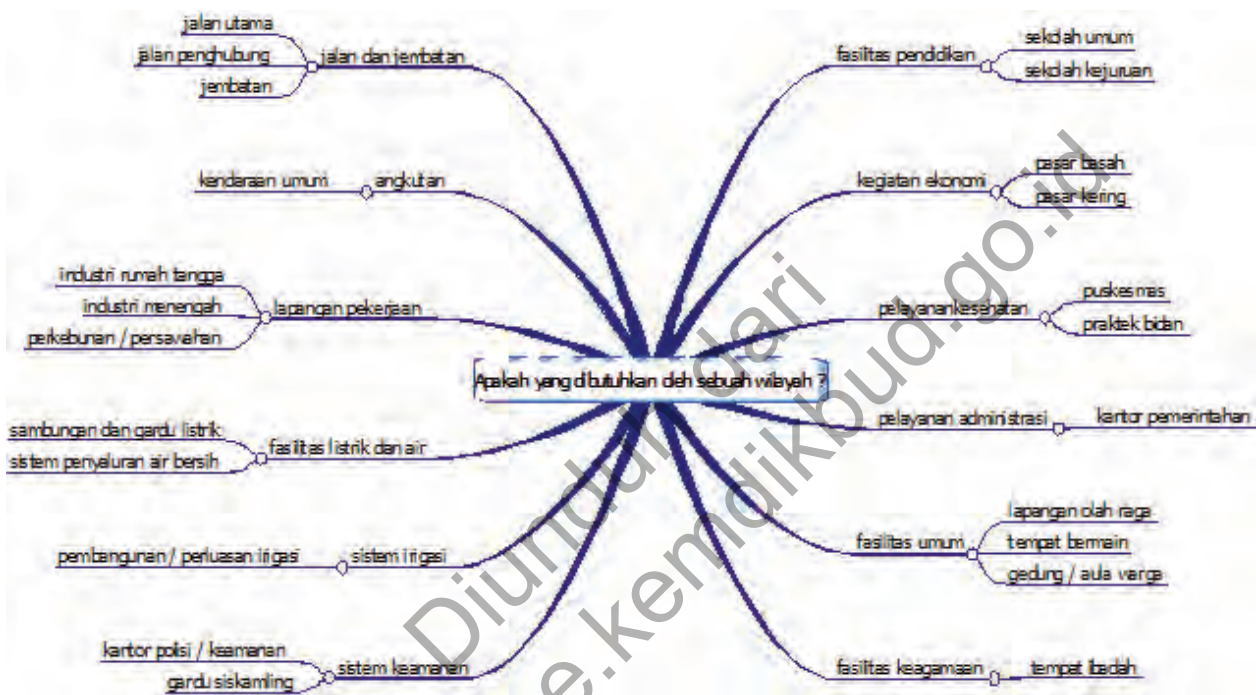 jalan utama
jalan penghubung
jembatan
jalan dan jembatan
kendaraan umum
angkutan
industri rumah tangga
industri menengah
perkebunan / persawahan
lapangan pekerjaan
sambungan dan gardu listrik
sistem penyaluran air bersih
fasilitas listrik dan air
pembangunan / perluasan irigasi
sistem irigasi
kantor polisi / keamanan
gardu siskamling
sistem keamanan
Apakah yang dibutuhkan oleh sebuah wilayah ?
fasilitas pendidikan
sekolah umum
sekolah kejuruan
kegiatan ekonomi
pasar basah
pasar kering
pelayanan kesehatan
puskesmas
praktek bidan
pelayanan administrasi
kantor pemerintahan
fasilitas umum
lapangan olah raga
tempat bermain
gedung / aula warga
fasilitas keagamaan
tempat ibadah
Diunduh dari
e.kemdikbud.go.id